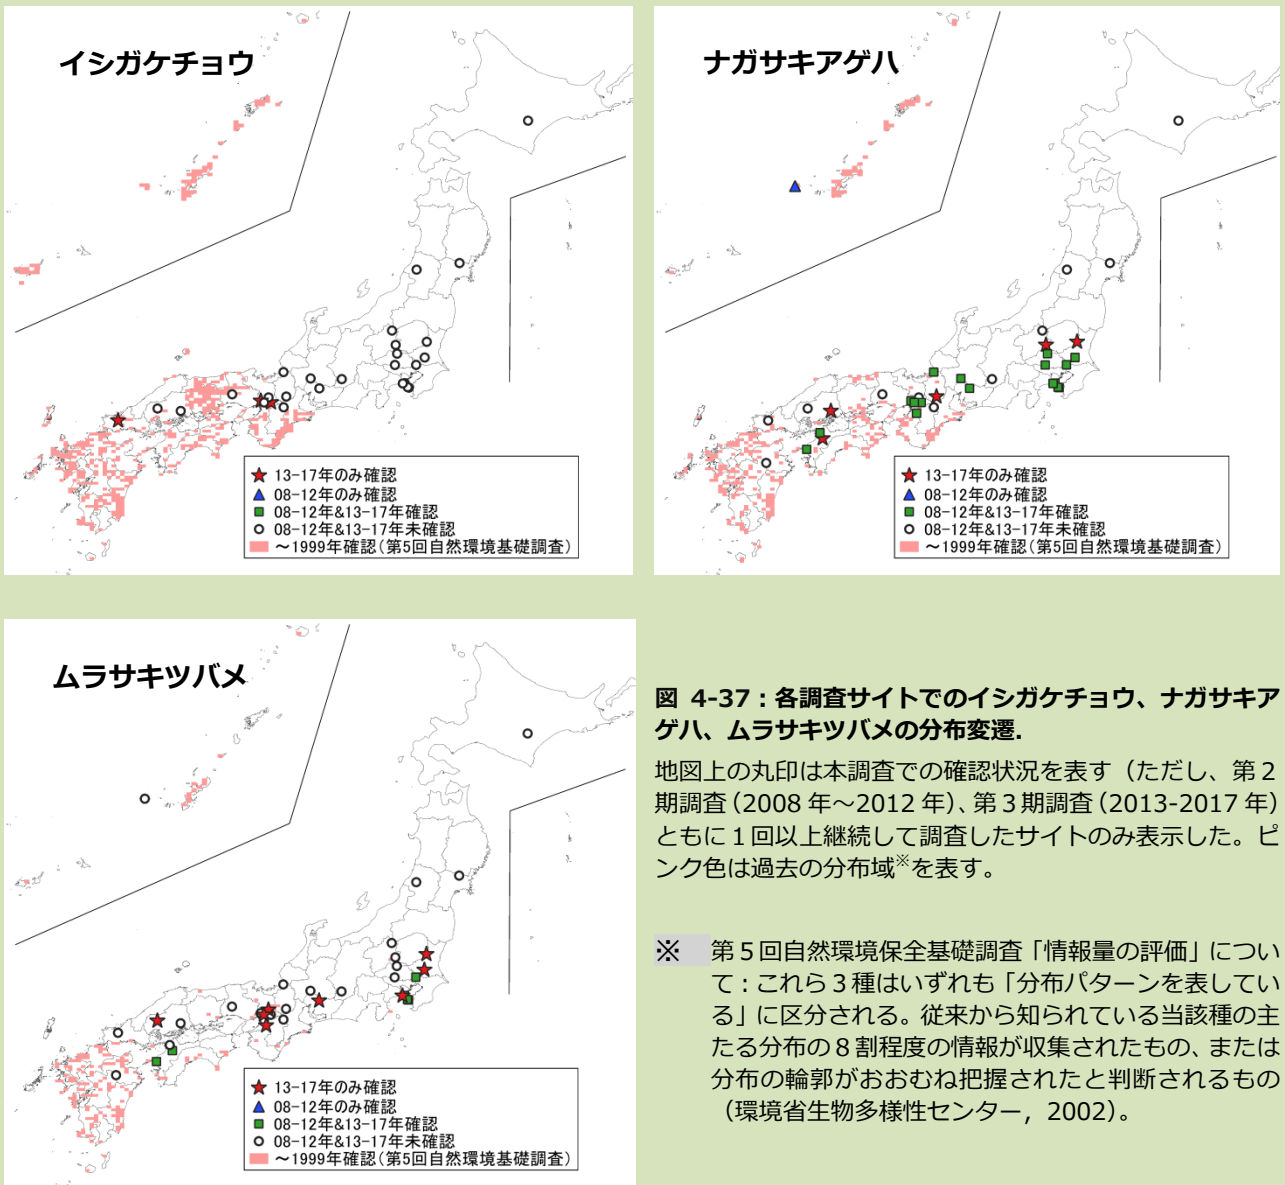 イシガケチョウ
★ 13-17年のみ確認
▲ 08-12年のみ確認
■ 08-12年&13-17年確認
○ 08-12年&13-17年未確認
～1999年確認(第5回自然環境基礎調査)
ナガサキアゲハ
★ 13-17年のみ確認
▲ 08-12年のみ確認
■ 08-12年&13-17年確認
○ 08-12年&13-17年未確認
～1999年確認(第5回自然環境基礎調査)
ムラサキツバメ
★ 13-17年のみ確認
▲ 08-12年のみ確認
■ 08-12年&13-17年確認
○ 08-12年&13-17年未確認
～1999年確認(第5回自然環境基礎調査)
図 4-37：各調査サイトでのイシガケチョウ、ナガサキア
ゲハ、ムラサキツバメの分布変遷.
地図上の丸印は本調査での確認状況を表す（ただし、第２
期調査（2008 年～2012 年）、第３期調査（2013-2017 年）
ともに１回以上継続して調査したサイトのみ表示した。ピ
ンク色は過去の分布域※を表す。
※ 第５回自然環境保全基礎調査「情報量の評価」につい
て：これら３種はいずれも「分布パターンを表してい
る」に区分される。従来から知られている当該種の主
たる分布の８割程度の情報が収集されたもの、または
分布の輪郭がおおむね把握されたと判断されるもの
（環境省生物多様性センター，2002）。